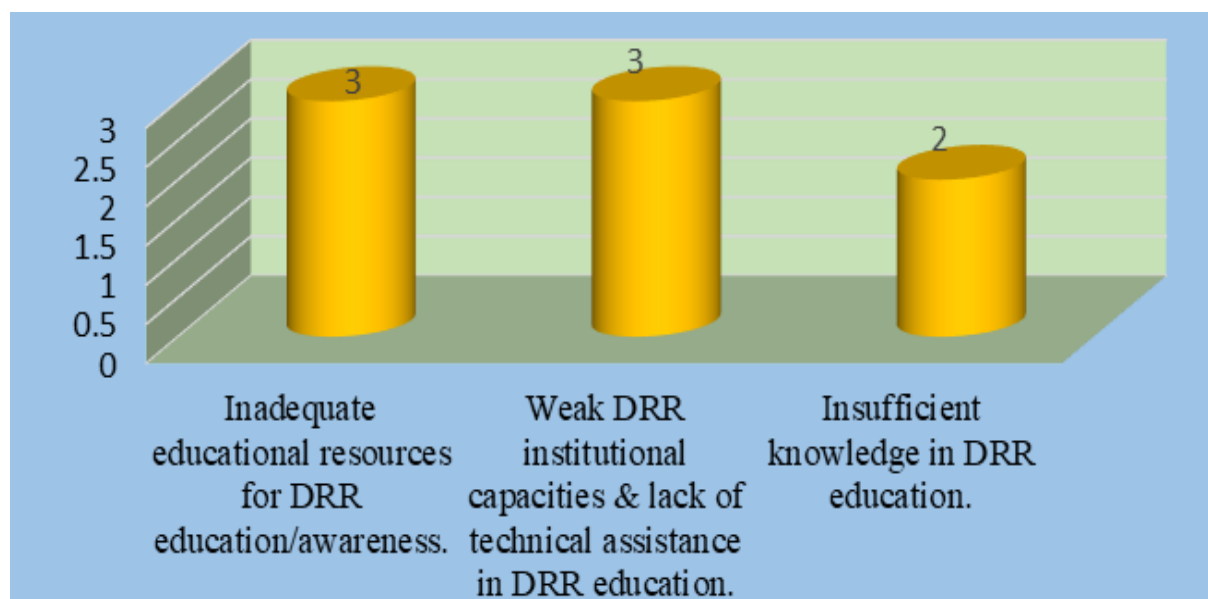 3
3
2
3
2.5
2
1.5
1
0.5
0
Inadequate
educational resources
for DRR
education/awareness.
Weak DRR
institutional
capacities & lack of
technical assistance
in DRR education.
Insufficient
knowledge in DRR
education.